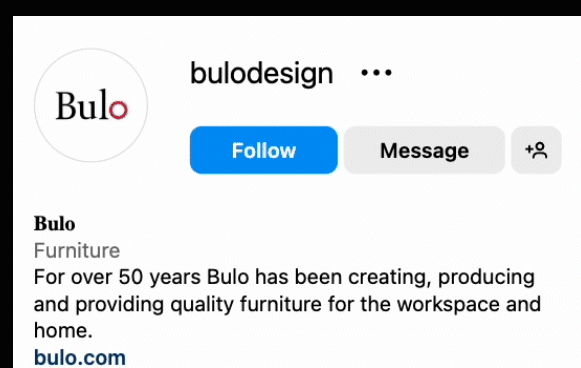 Bulo
bulodesign
Follow
Message
Bulo
Furniture
For over 50 years Bulo has been creating, producing
and providing quality furniture for the workspace and
home.
bulo.com